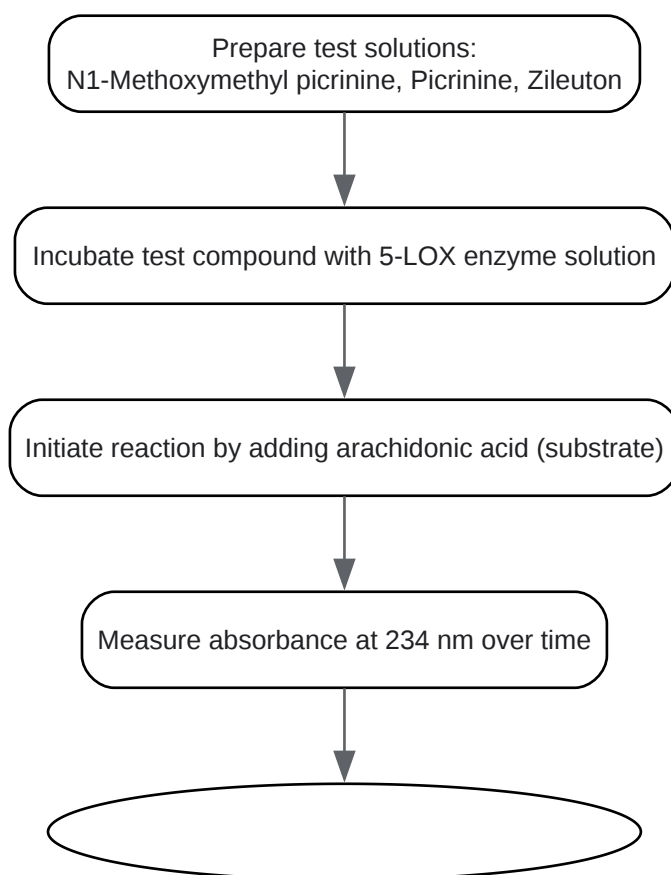 Prepare test solutions:
N1-Methoxymethyl picrinine, Picrinine, Zileuton
Incubate test compound with 5-LOX enzyme solution
Initiate reaction by adding arachidonic acid (substrate)
Measure absorbance at 234 nm over time